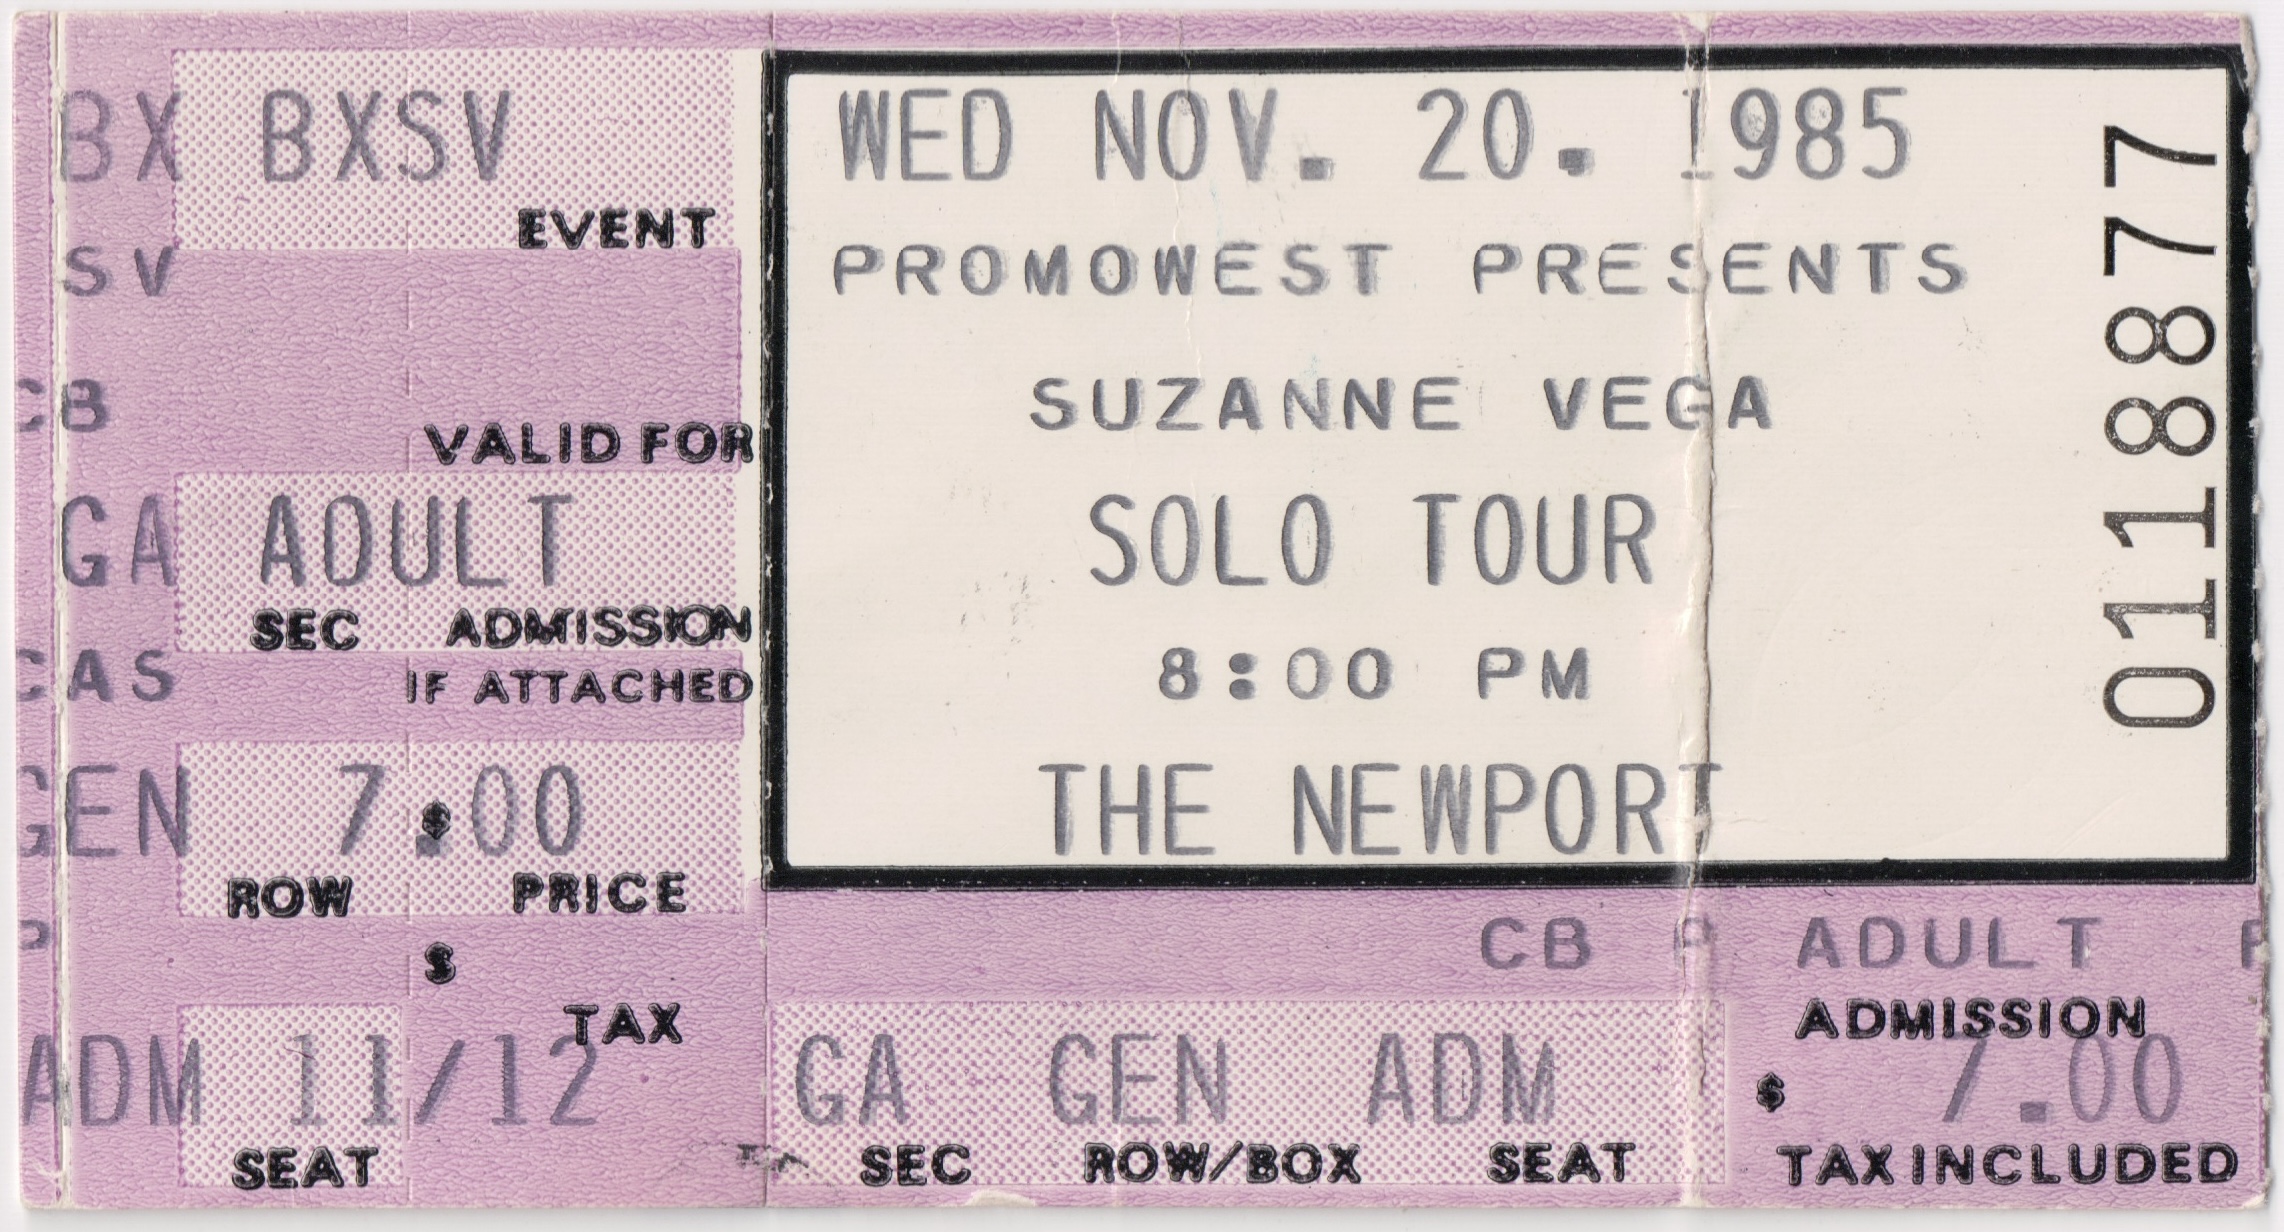 BX BXSV
EVENT
SV
CB
VALID FOR
GA ADULT
SEC ADMISSION
IF ATTACHED
CAS
GEN 7.00
$
ROW PRICE
P
$
TAX
ADM 11/12
SEAT
WED NOV. 20. 1985
PROMOWEST PRESENTS
SUZANNE VEGA
SOLO TOUR
8:00 PM
THE NEWPORT
011877
CB P ADULT
ADMISSION
GA GEN ADM
$ 7.00
SEC ROW/BOX SEAT
TAX INCLUDED